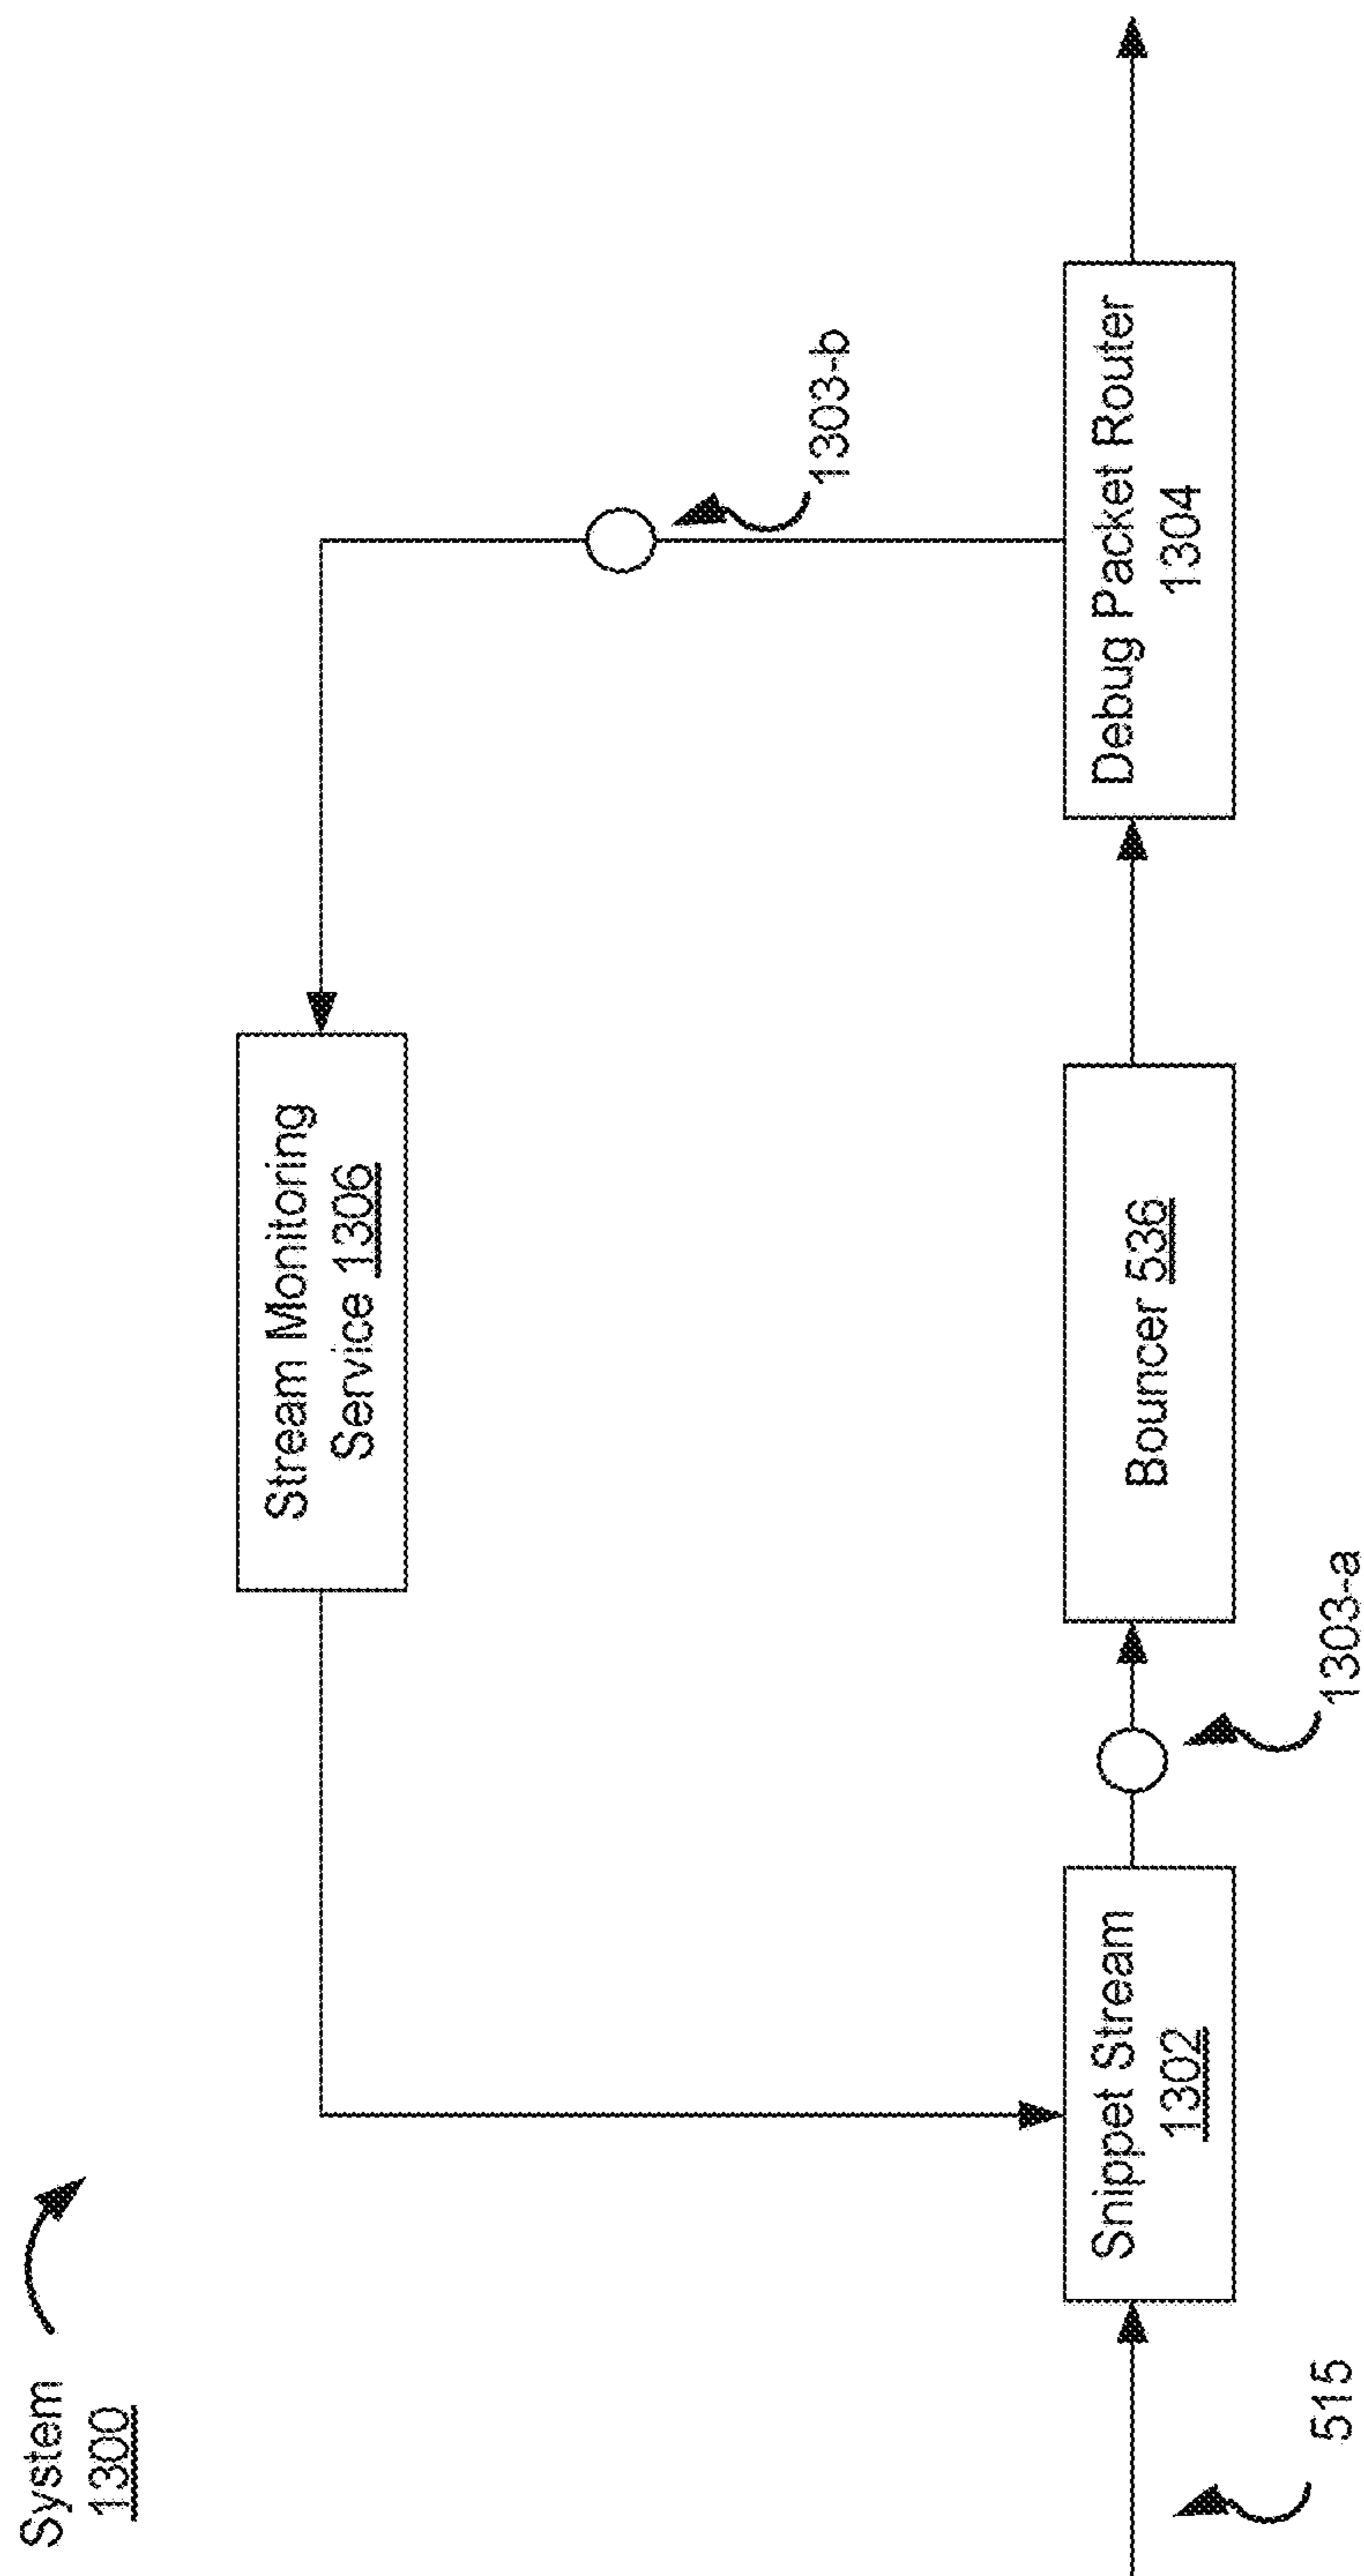 System
1300
Stream Monitoring
Service 1306
1303-b
515
Snippet Stream
1302
1303-a
Bouncer 536
Debug Packet Router
1304